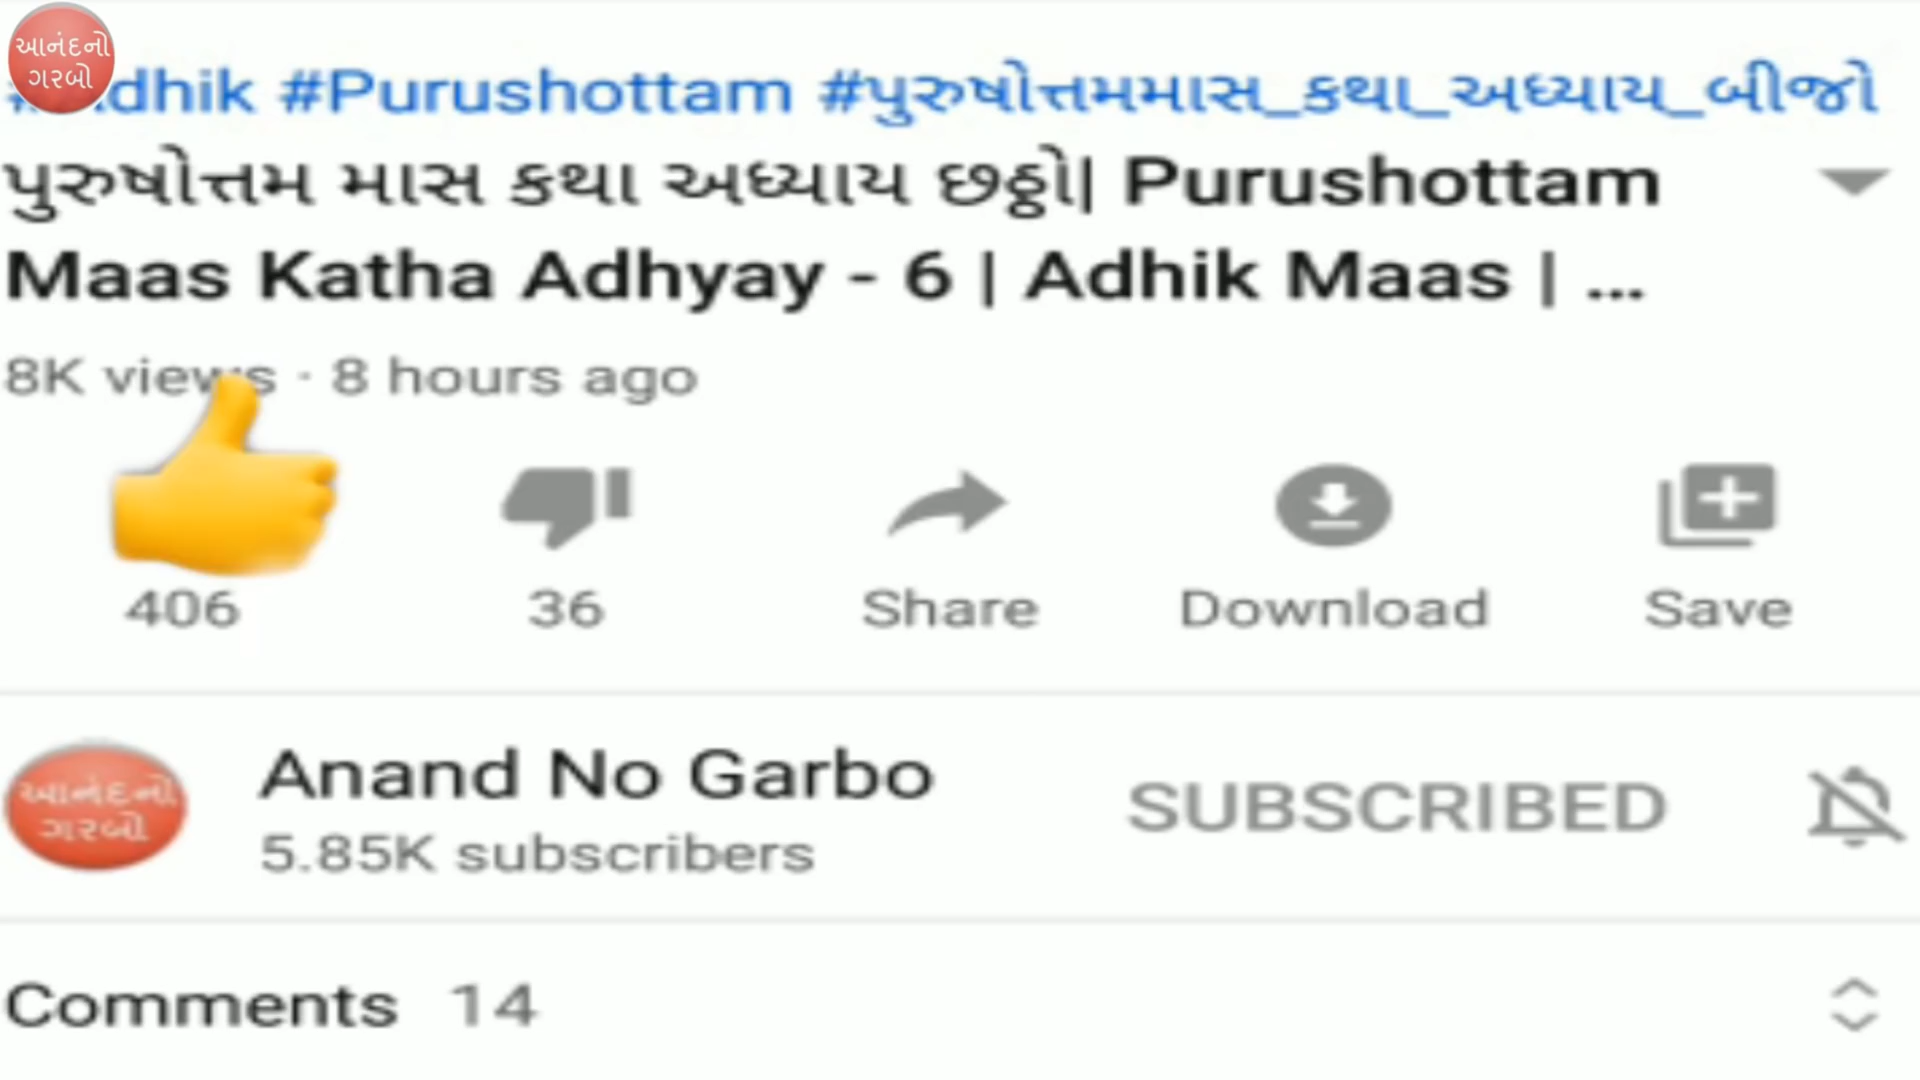 આનંદનો
ગરબો
#Adhik #Purushottam #પુરુષોત્તમમાસ_કથા_અધ્યાય_બીજો
પુરુષોત્તમ માસ કથા અધ્યાય છઠ્ઠો| Purushottam
Maas Katha Adhyay - 6 | Adhik Maas | ...
8K views · 8 hours ago
406 36 Share Download Save
આનંદનો
ગરબો
Anand No Garbo
5.85K subscribers
SUBSCRIBED
Comments 14